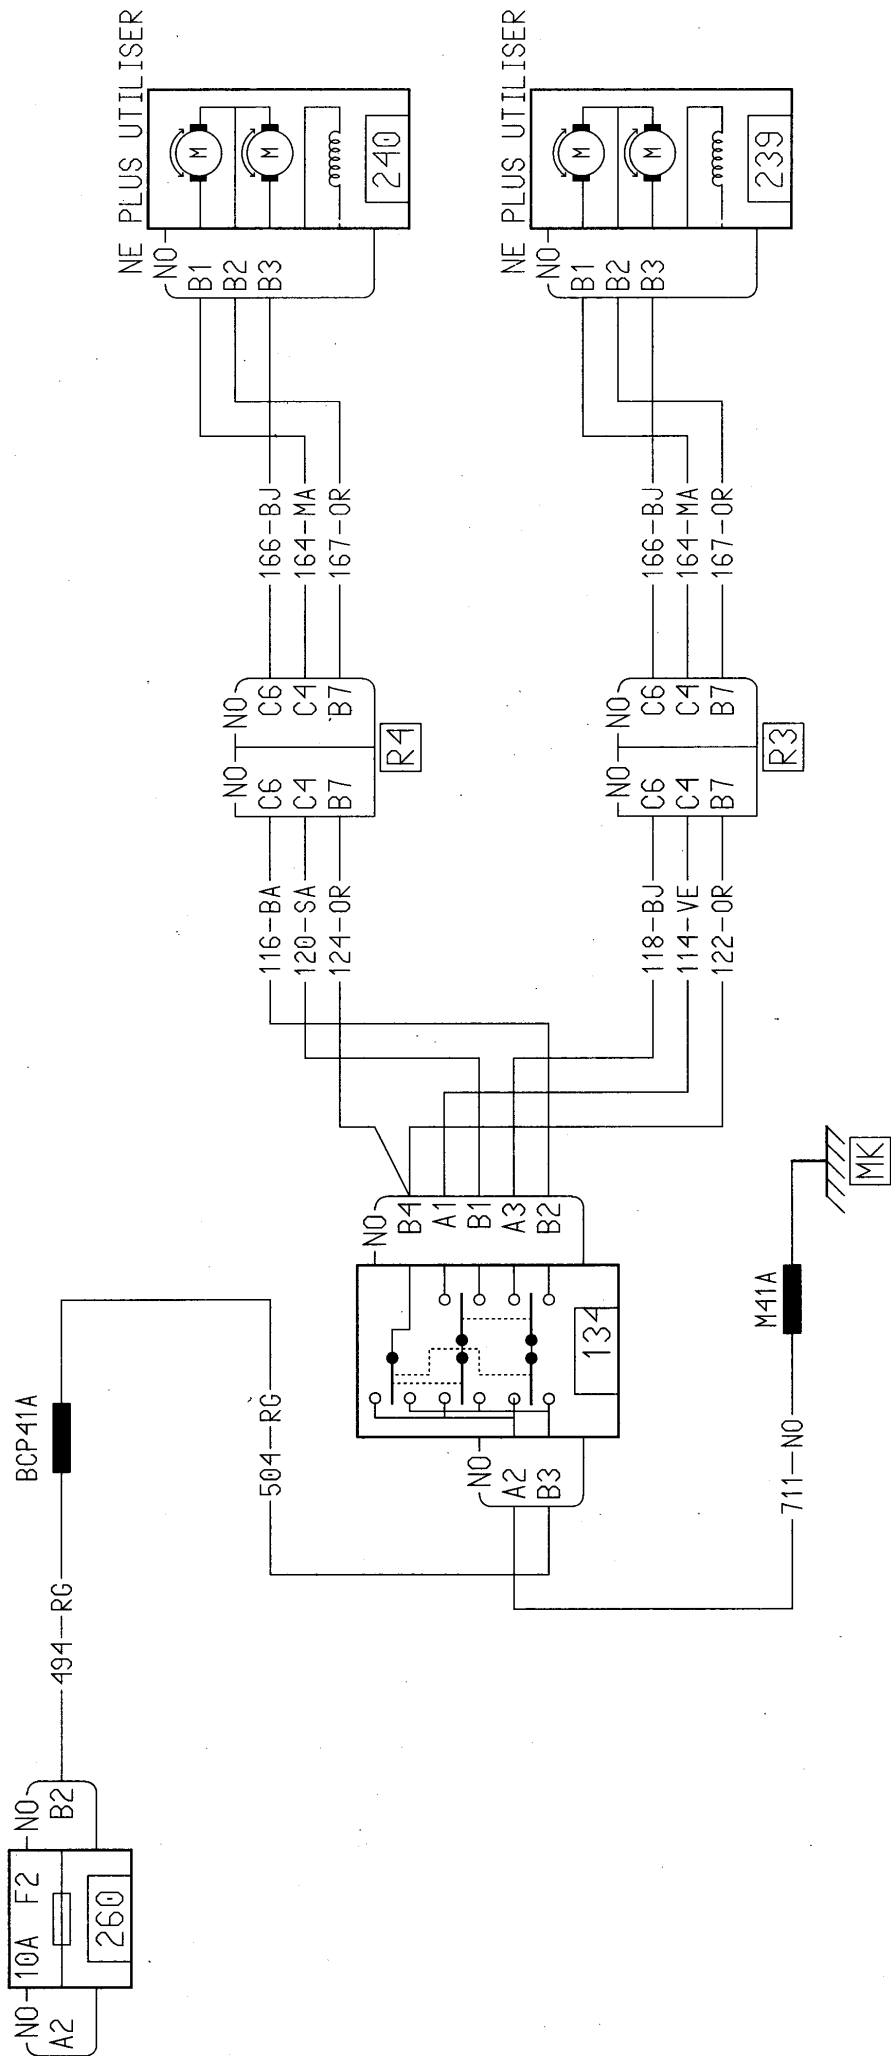 NO 10A F2 NO
A2
B2
260
494-RG
BCP41A
504-RG
NO
A2
B3
134
NO
B4
A1
B1
A3
B2
711-NO
M41A
MK
116-BA
120-SA
124-OR
NO NO
C6 C6
C4 C4
B7 B7
R4
166-BJ
164-MA
167-OR
NE PLUS UTILISER
NO
B1
B2
B3
M
M
240
118-BJ
114-VE
122-OR
NO NO
C6 C6
C4 C4
B7 B7
R3
166-BJ
164-MA
167-OR
NE PLUS UTILISER
NO
B1
B2
B3
M
M
239